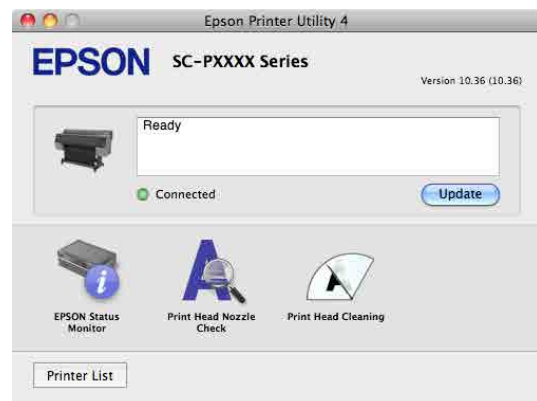 Epson Printer Utility 4
EPSON
SC-PXXXX Series
Version 10.36 (10.36)
Ready
Connected
Update
EPSON Status
Monitor
Print Head Nozzle
Check
Print Head Cleaning
Printer List